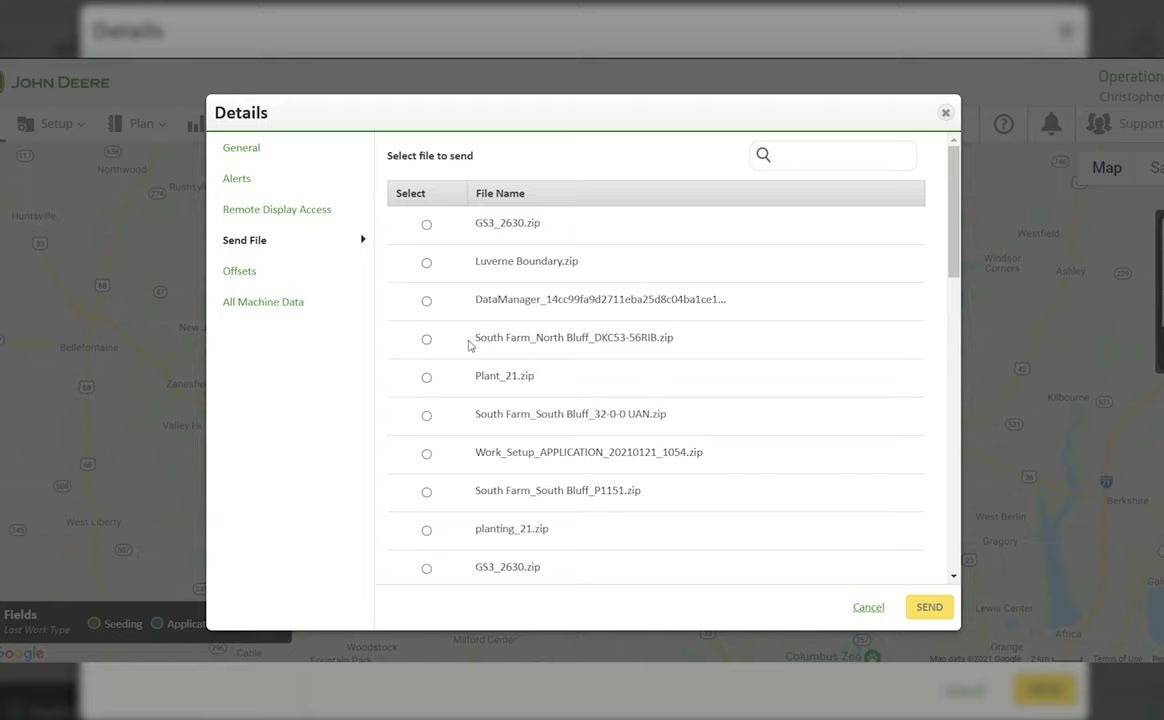 Details
JOHN DEERE
Operation
Christopher
Setup
Plan
Support
Map
Details
General
Alerts
Remote Display Access
Send File
Offsets
All Machine Data
Select file to send
Select File Name
GS3_2630.zip
Luverne Boundary.zip
DataManager_14cc99fa9d2711eba25d8c04ba1ce1...
South Farm_North Bluff_DKC53-56RIB.zip
Plant_21.zip
South Farm_South Bluff_32-0-0 UAN.zip
Work_Setup_APPLICATION_20210121_1054.zip
South Farm_South Bluff_P1151.zip
planting_21.zip
GS3_2630.zip
Cancel SEND
Northwood
Huntsville
Bellefontaine
West Liberty
Westfield
Windsor
Corners
Ashley
Kilbourne
Berkshire
West Berlin
Gregory
Lewis Center
Africa
Orange
Fields
Last Work Type
Seeding
Google
Cable
Woodstock
Milford Center
Columbus Zoo
Map data ©2021 Google
2 km
Terms of Use